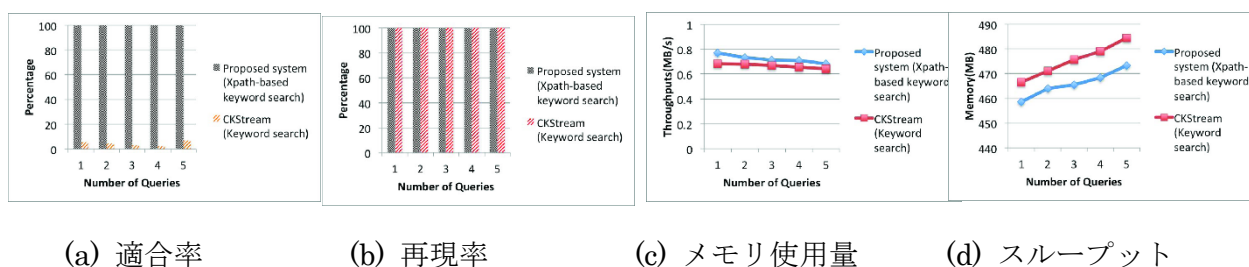 100
80
60
40
20
0
Percentage
1 2 3 4 5
Number of Queries
Proposed system
(Xpath-based
keyword search)
CKStream
(Keyword search)
100
80
60
40
20
0
Percentage
1 2 3 4 5
Number of Queries
Proposed system
(Xpath-based
keyword search)
CKStream
(Keyword search)
1
0.8
0.6
0.4
0.2
0
Throughputs(MB/s)
1 2 3 4 5
Number of Queries
Proposed
system (Xpath-
based keyword
search)
CKStream
(Keyword
search)
490
480
470
460
450
440
Memory(MB)
1 2 3 4 5
Number of Queries
Proposed
system (Xpath-
based keyword
search)
CKStream
(Keyword
search)
(a) 適合率 (b) 再現率 (c) メモリ使用量 (d) スループット